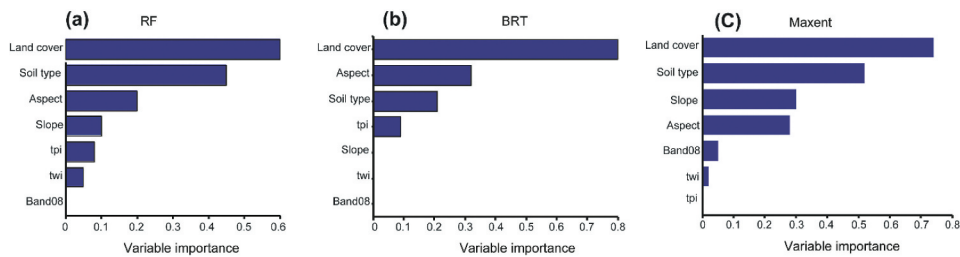 (a) RF
Land cover
Soil type
Aspect
Slope
tpi
twi
Band08
0 0.1 0.2 0.3 0.4 0.5 0.6
Variable importance
(b) BRT
Land cover
Aspect
Soil type
tpi
Slope
twi
Band08
0 0.1 0.2 0.3 0.4 0.5 0.6 0.7 0.8
Variable importance
(C) Maxent
Land cover
Soil type
Slope
Aspect
Band08
twi
tpi
0 0.1 0.2 0.3 0.4 0.5 0.6 0.7 0.8
Variable importance